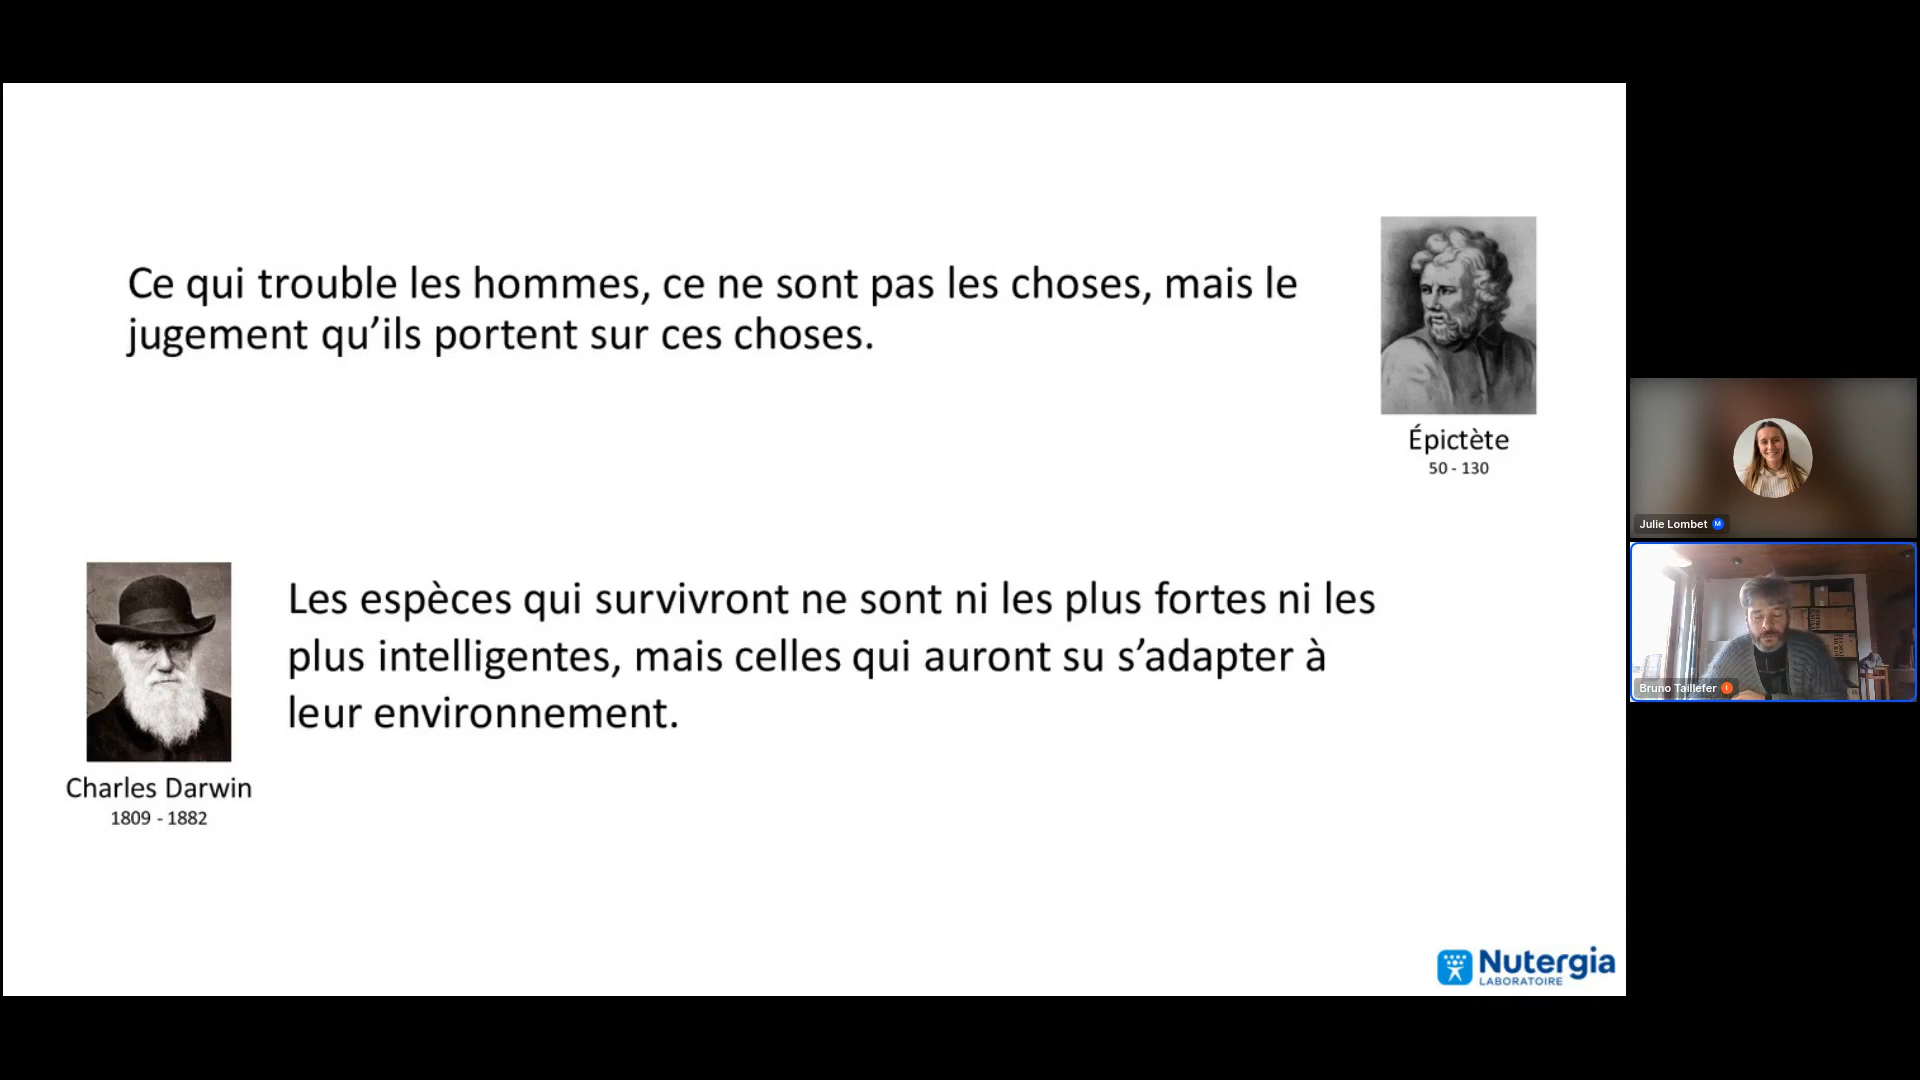 Ce qui trouble les hommes, ce ne sont pas les choses, mais le
jugement qu’ils portent sur ces choses.
Épictète
50 - 130
Les espèces qui survivront ne sont ni les plus fortes ni les
plus intelligentes, mais celles qui auront su s’adapter à
leur environnement.
Charles Darwin
1809 - 1882
Nutergia
LABORATOIRE
Julie Lombet M
Bruno Taillefer I